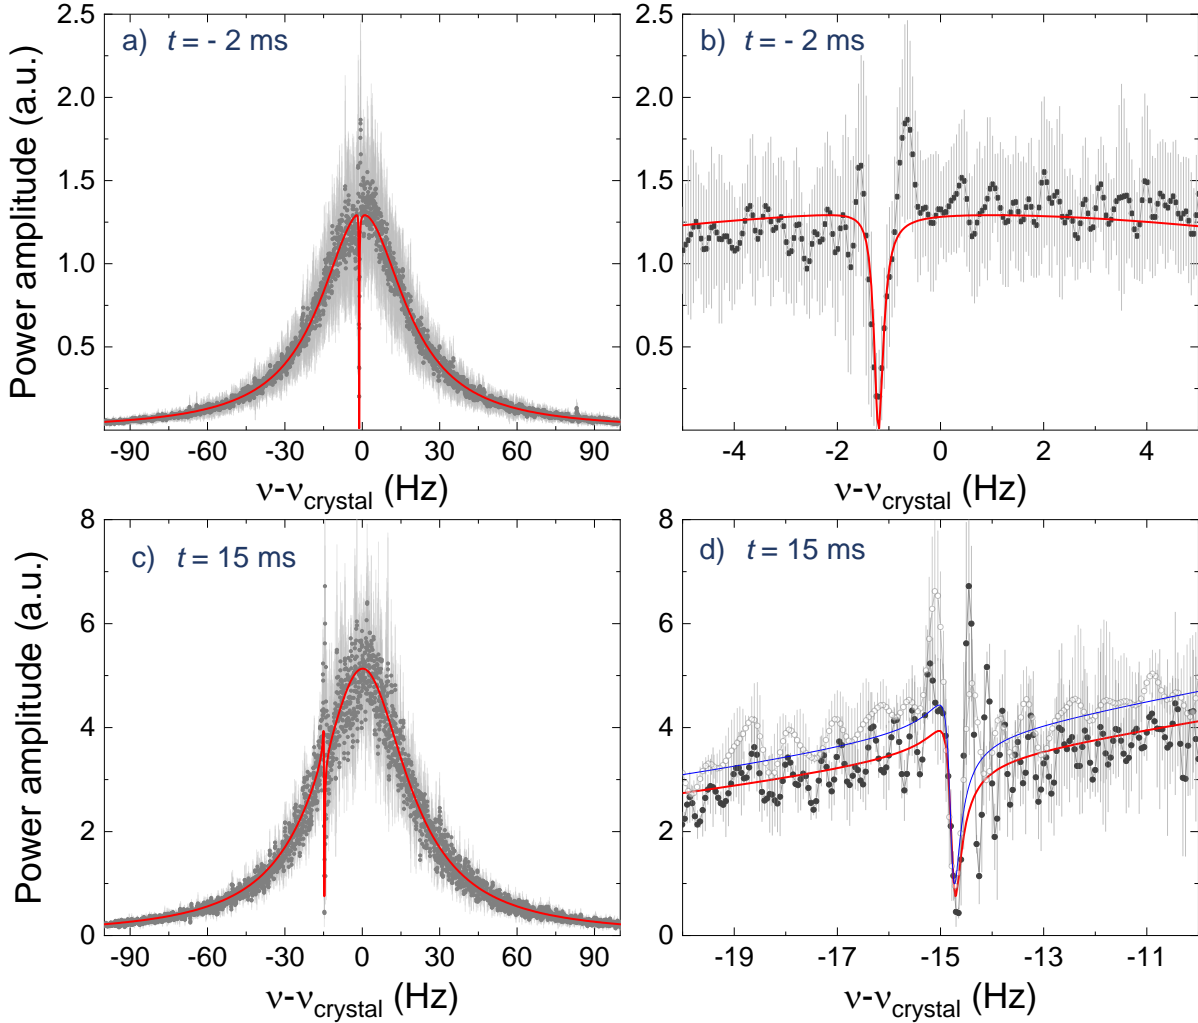 a) t = - 2 ms
b) t = - 2 ms
Power amplitude (a.u.)
2.5
2.0
1.5
1.0
0.5
2.5
2.0
1.5
1.0
0.5
-90 -60 -30 0 30 60 90
-4 -2 0 2 4
ν-νcrystal (Hz)
ν-νcrystal (Hz)
c) t = 15 ms
d) t = 15 ms
Power amplitude (a.u.)
8
6
4
2
0
8
6
4
2
0
-90 -60 -30 0 30 60 90
-19 -17 -15 -13 -11
ν-νcrystal (Hz)
ν-νcrystal (Hz)